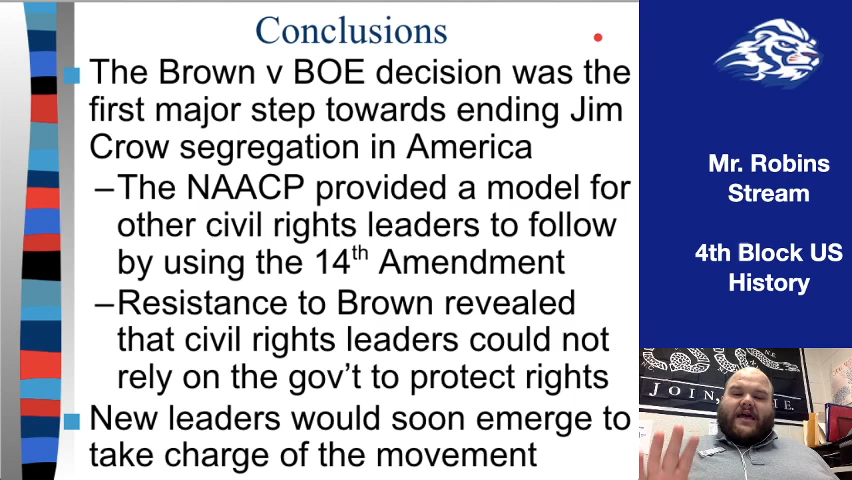 Conclusions
The Brown v BOE decision was the
first major step towards ending Jim
Crow segregation in America
–The NAACP provided a model for
other civil rights leaders to follow
by using the 14th Amendment
–Resistance to Brown revealed
that civil rights leaders could not
rely on the gov’t to protect rights
New leaders would soon emerge to
take charge of the movement
Mr. Robins
Stream
4th Block US
History
JOIN,